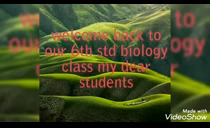 welcome back to
our 6th std biology
class my dear
students
Made with
VideoShow